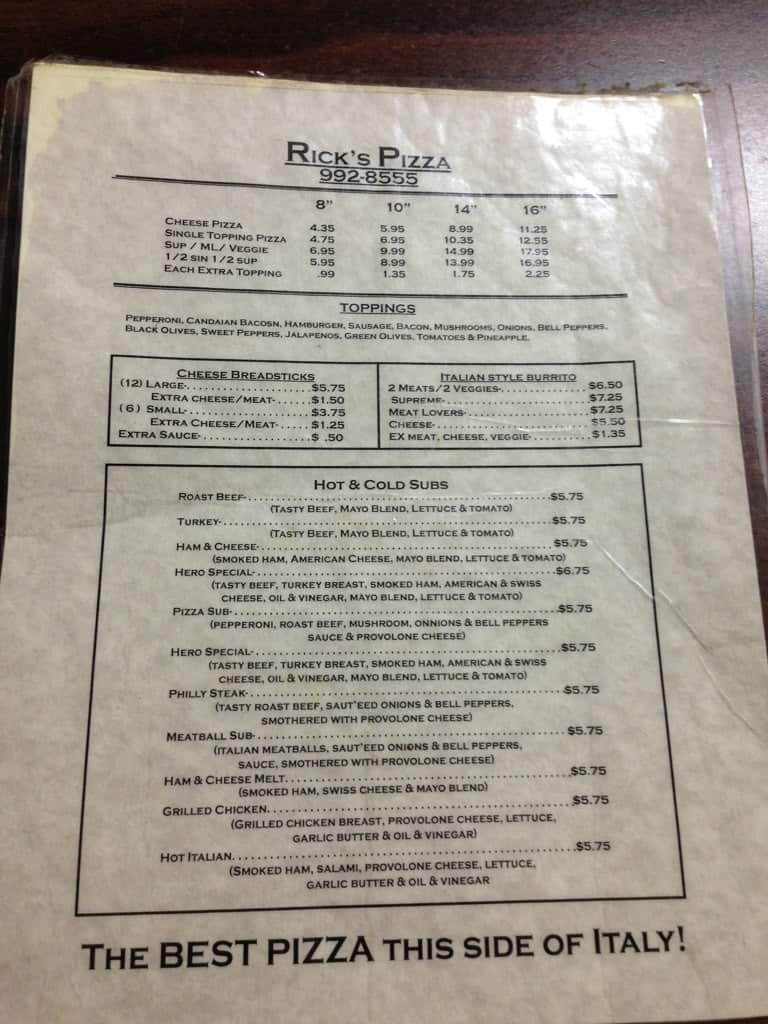 RICK'S PIZZA
992-8555
8" 10" 14" 16"
CHEESE PIZZA 4.35 5.95 8.99 11.25
SINGLE TOPPING PIZZA 4.75 6.95 10.35 12.55
SUP / ML/ VEGGIE 6.95 9.99 14.99 17.95
1/2 SIN 1/2 SUP 5.95 8.99 13.99 16.95
EACH EXTRA TOPPING .99 1.35 1.75 2.25
TOPPINGS
PEPPERONI, CANDAIAN BACOSN, HAMBURGER, SAUSAGE, BACON, MUSHROOMS, ONIONS, BELL PEPPERS,
BLACK OLIVES, SWEET PEPPERS, JALAPENOS, GREEN OLIVES, TOMATOES & PINEAPPLE.
CHEESE BREADSTICKS
(12) LARGE-....................$5.75
EXTRA CHEESE/MEAT-......$1.50
(6) SMALL-....................$3.75
EXTRA CHEESE/MEAT-.....$1.25
EXTRA SAUCE-.................$ .50
ITALIAN STYLE BURRITO
2 MEATS/2 VEGGIES-..............$6.50
SUPREME-.......................$7.25
MEAT LOVERS-...................$7.25
CHEESE-........................$5.50
EX MEAT, CHEESE, VEGGIE-..........$1.35
HOT & COLD SUBS
ROAST BEEF-..................................................$5.75
(TASTY BEEF, MAYO BLEND, LETTUCE & TOMATO)
TURKEY-......................................................$5.75
(TASTY BEEF, MAYO BLEND, LETTUCE & TOMATO)
HAM & CHEESE-................................................$5.75
(SMOKED HAM, AMERICAN CHEESE, MAYO BLEND, LETTUCE & TOMATO)
HERO SPECIAL-................................................$6.75
(TASTY BEEF, TURKEY BREAST, SMOKED HAM, AMERICAN & SWISS
CHEESE, OIL & VINEGAR, MAYO BLEND, LETTUCE & TOMATO)
PIZZA SUB-...................................................$5.75
(PEPPERONI, ROAST BEEF, MUSHROOM, ONNIONS & BELL PEPPERS
SAUCE & PROVOLONE CHEESE)
HERO SPECIAL-................................................$5.75
(TASTY BEEF, TURKEY BREAST, SMOKED HAM, AMERICAN & SWISS
CHEESE, OIL & VINEGAR, MAYO BLEND, LETTUCE & TOMATO)
PHILLY STEAK-................................................$5.75
(TASTY ROAST BEEF, SAUT'EED ONIONS & BELL PEPPERS,
SMOTHERED WITH PROVOLONE CHEESE)
MEATBALL SUB-................................................$5.75
(ITALIAN MEATBALLS, SAUT'EED ONIONS & BELL PEPPERS,
SAUCE, SMOTHERED WITH PROVOLONE CHEESE)
HAM & CHEESE MELT............................................$5.75
(SMOKED HAM, SWISS CHEESE & MAYO BLEND)
GRILLED CHICKEN..............................................$5.75
(GRILLED CHICKEN BREAST, PROVOLONE CHEESE, LETTUCE,
GARLIC BUTTER & OIL & VINEGAR)
HOT ITALIAN..................................................$5.75
(SMOKED HAM, SALAMI, PROVOLONE CHEESE, LETTUCE,
GARLIC BUTTER & OIL & VINEGAR
THE BEST PIZZA THIS SIDE OF ITALY!